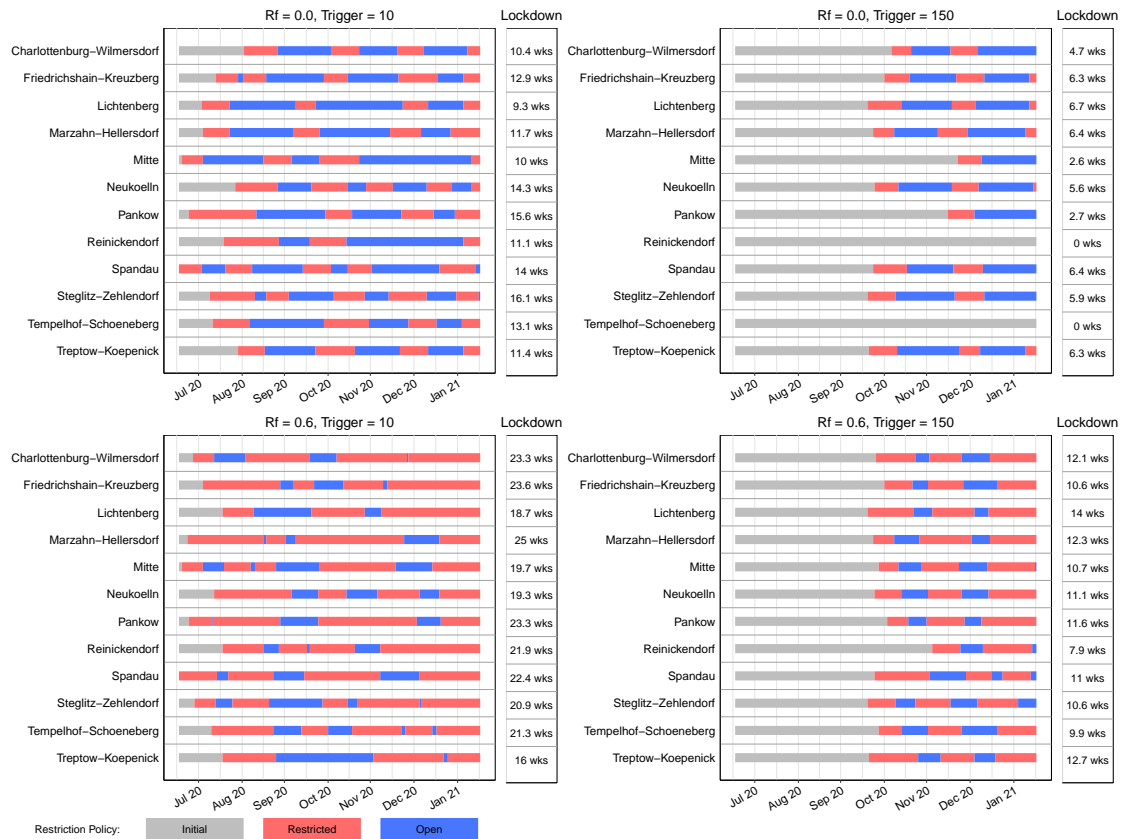 Rf = 0.0, Trigger = 10
Lockdown
Charlottenburg−Wilmersdorf
10.4 wks
Friedrichshain−Kreuzberg
12.9 wks
Lichtenberg
9.3 wks
Marzahn−Hellersdorf
11.7 wks
Mitte
10 wks
Neukoelln
14.3 wks
Pankow
15.6 wks
Reinickendorf
11.1 wks
Spandau
14 wks
Steglitz−Zehlendorf
16.1 wks
Tempelhof−Schoeneberg
13.1 wks
Treptow−Koepenick
11.4 wks
Jul 20 Aug 20 Sep 20 Oct 20 Nov 20 Dec 20 Jan 21
Rf = 0.0, Trigger = 150
Lockdown
Charlottenburg−Wilmersdorf
4.7 wks
Friedrichshain−Kreuzberg
6.3 wks
Lichtenberg
6.7 wks
Marzahn−Hellersdorf
6.4 wks
Mitte
2.6 wks
Neukoelln
5.6 wks
Pankow
2.7 wks
Reinickendorf
0 wks
Spandau
6.4 wks
Steglitz−Zehlendorf
5.9 wks
Tempelhof−Schoeneberg
0 wks
Treptow−Koepenick
6.3 wks
Jul 20 Aug 20 Sep 20 Oct 20 Nov 20 Dec 20 Jan 21
Rf = 0.6, Trigger = 10
Lockdown
Charlottenburg−Wilmersdorf
23.3 wks
Friedrichshain−Kreuzberg
23.6 wks
Lichtenberg
18.7 wks
Marzahn−Hellersdorf
25 wks
Mitte
19.7 wks
Neukoelln
19.3 wks
Pankow
23.3 wks
Reinickendorf
21.9 wks
Spandau
22.4 wks
Steglitz−Zehlendorf
20.9 wks
Tempelhof−Schoeneberg
21.3 wks
Treptow−Koepenick
16 wks
Jul 20 Aug 20 Sep 20 Oct 20 Nov 20 Dec 20 Jan 21
Rf = 0.6, Trigger = 150
Lockdown
Charlottenburg−Wilmersdorf
12.1 wks
Friedrichshain−Kreuzberg
10.6 wks
Lichtenberg
14 wks
Marzahn−Hellersdorf
12.3 wks
Mitte
10.7 wks
Neukoelln
11.1 wks
Pankow
11.6 wks
Reinickendorf
7.9 wks
Spandau
11 wks
Steglitz−Zehlendorf
10.6 wks
Tempelhof−Schoeneberg
9.9 wks
Treptow−Koepenick
12.7 wks
Jul 20 Aug 20 Sep 20 Oct 20 Nov 20 Dec 20 Jan 21
Restriction Policy: Initial Restricted Open